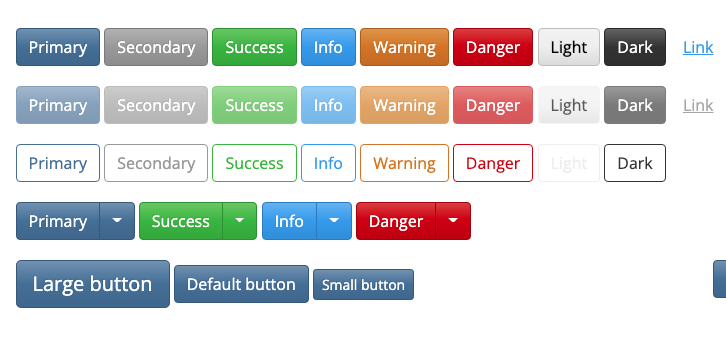 Primary Secondary Success Info Warning Danger Light Dark Link
Primary Secondary Success Info Warning Danger Light Dark Link
Primary Secondary Success Info Warning Danger Light Dark
Primary Success Info Danger
Large button Default button Small button